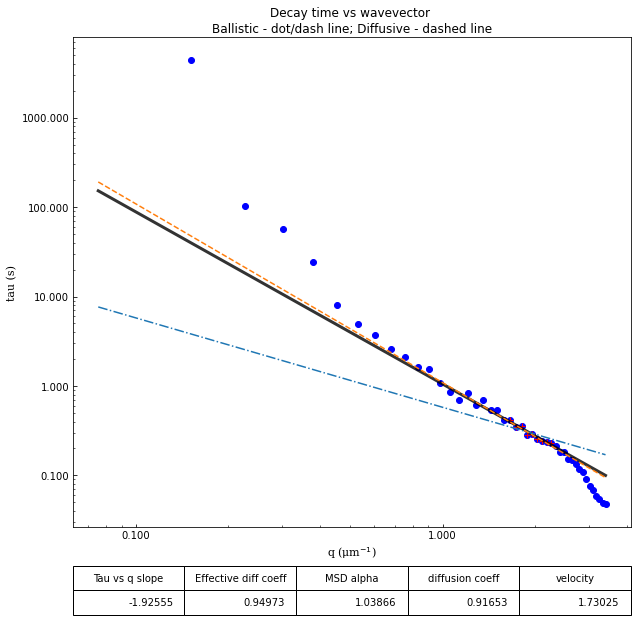 Decay time vs wavevector
Ballistic - dot/dash line; Diffusive - dashed line
1000.000
100.000
10.000
1.000
0.100
tau (s)
0.100 1.000
q (μm⁻¹)
Tau vs q slope Effective diff coeff MSD alpha diffusion coeff velocity
-1.92555 0.94973 1.03866 0.91653 1.73025